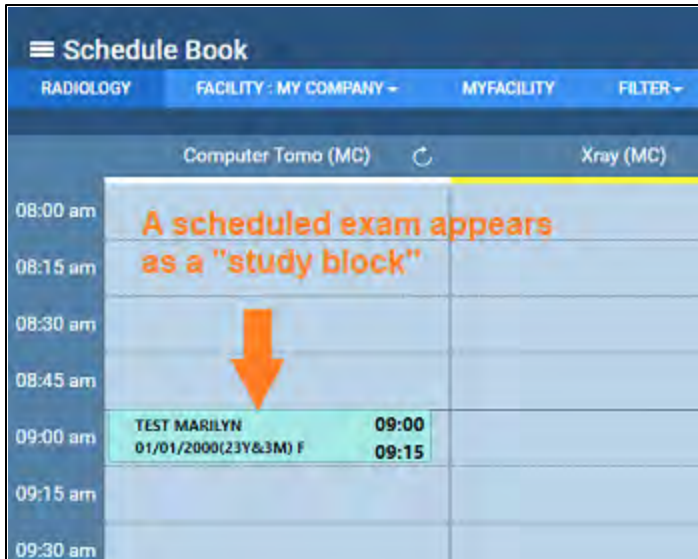 Schedule Book
RADIOLOGY FACILITY : MY COMPANY MYFACILITY FILTER
Computer Tomo (MC) Xray (MC)
08:00 am
A scheduled exam appears
08:15 am
as a "study block"
08:30 am
08:45 am
TEST MARILYN 09:00
09:00 am
01/01/2000(23Y&3M) F 09:15
09:15 am
09:30 am